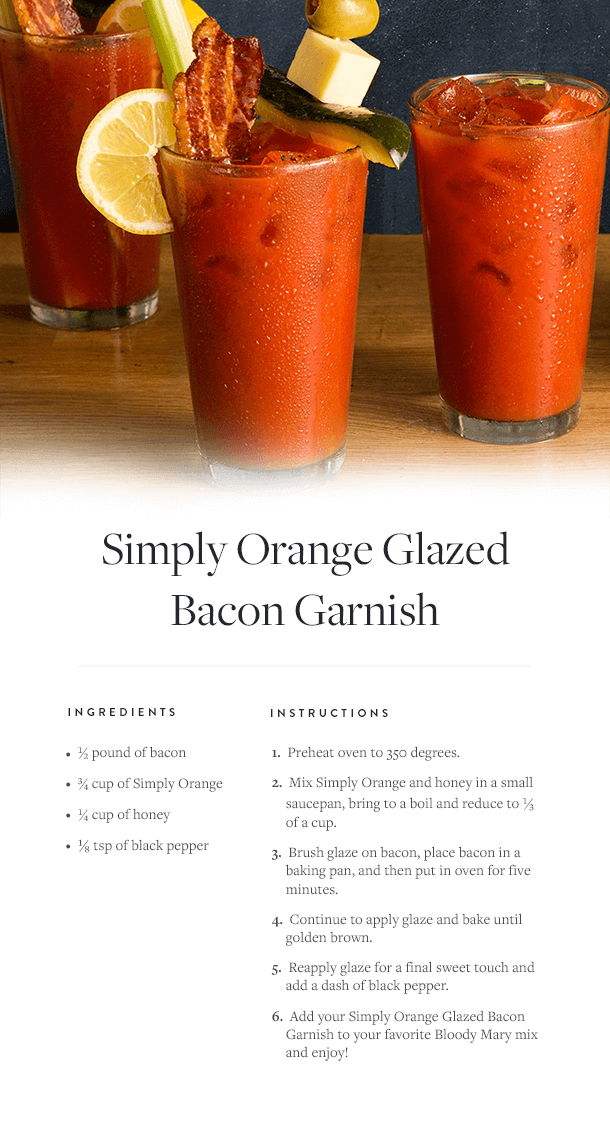 Simply Orange Glazed
Bacon Garnish
INGREDIENTS
• ½ pound of bacon
• ¾ cup of Simply Orange
• ¼ cup of honey
• ⅛ tsp of black pepper
INSTRUCTIONS
1. Preheat oven to 350 degrees.
2. Mix Simply Orange and honey in a small
saucepan, bring to a boil and reduce to ⅓
of a cup.
3. Brush glaze on bacon, place bacon in a
baking pan, and then put in oven for five
minutes.
4. Continue to apply glaze and bake until
golden brown.
5. Reapply glaze for a final sweet touch and
add a dash of black pepper.
6. Add your Simply Orange Glazed Bacon
Garnish to your favorite Bloody Mary mix
and enjoy!